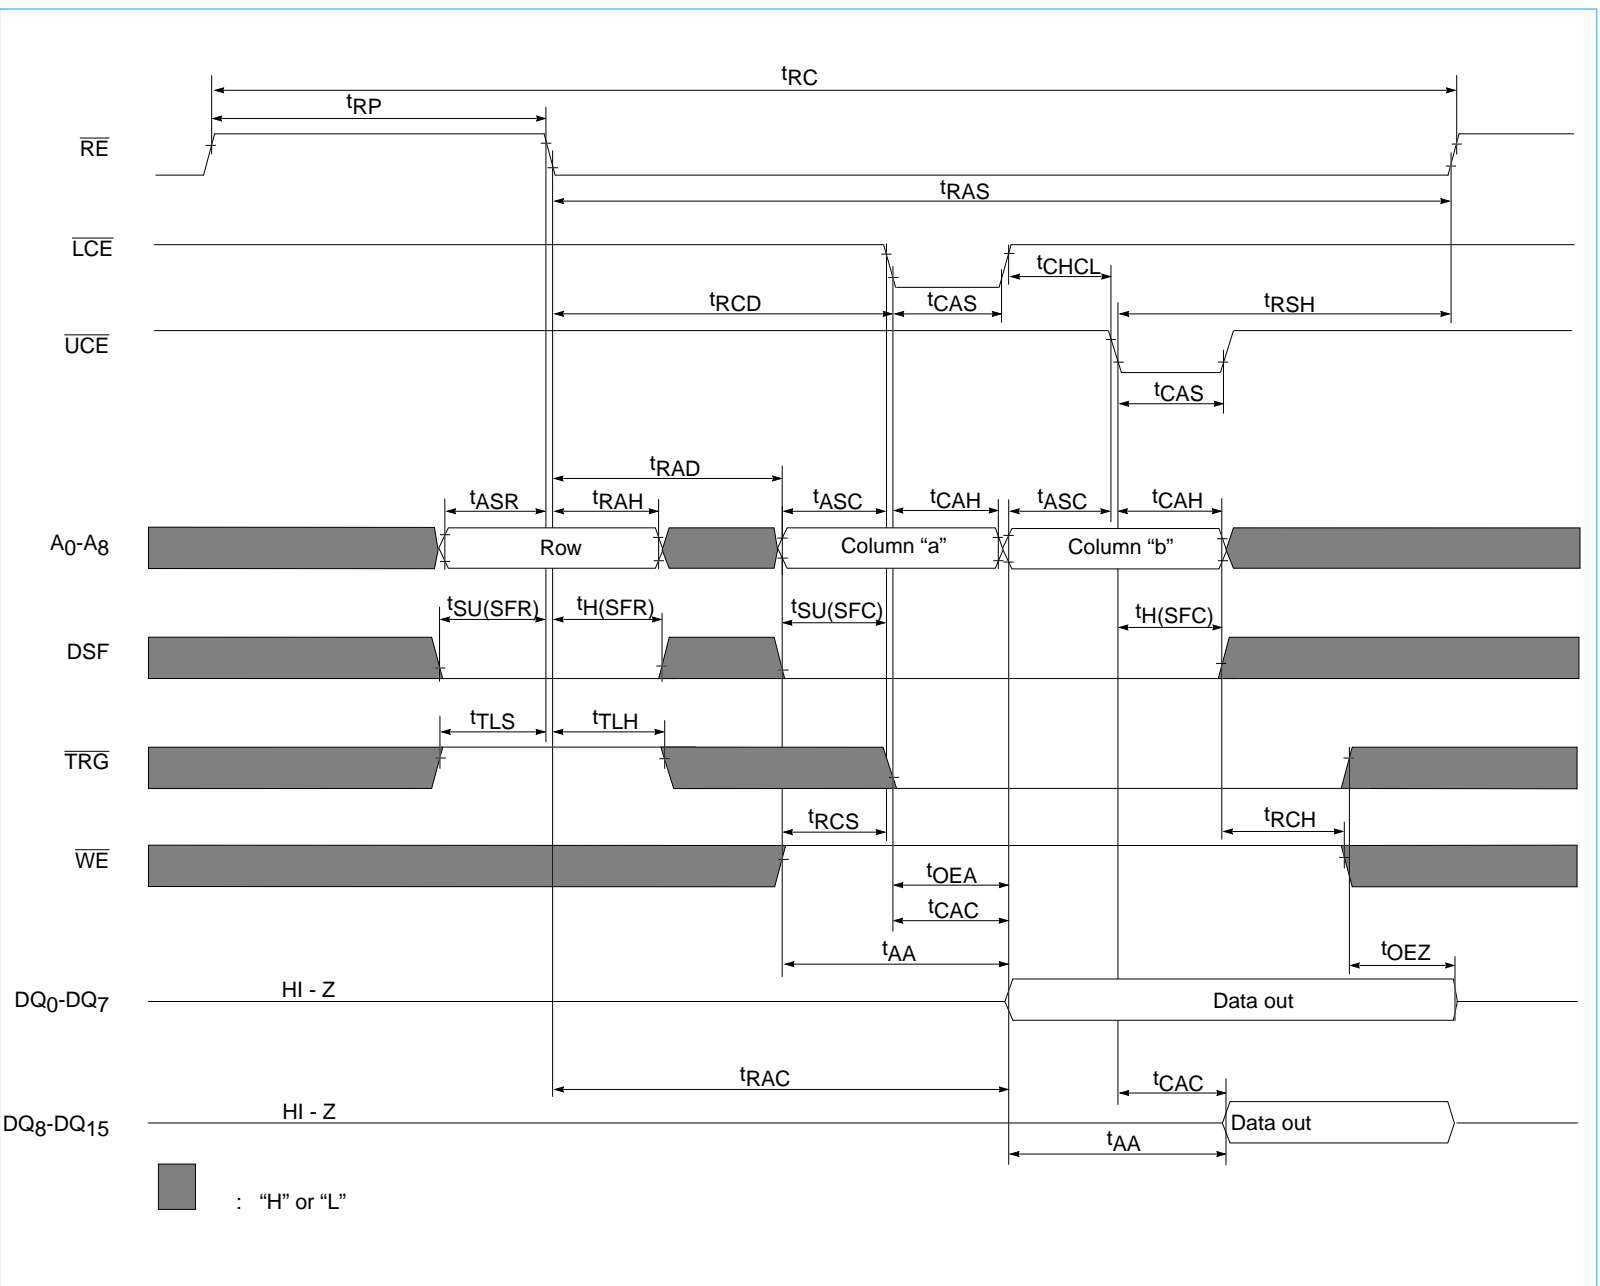 tRC
tRP
RE
tRAS
LCE
tCHCL
tRCD
tCAS
tRSH
UCE
tCAS
tRAD
tASR
tRAH
tASC
tCAH
tASC
tCAH
A0-A8
Row
Column “a”
Column “b”
tSU(SFR)
tH(SFR)
tSU(SFC)
tH(SFC)
DSF
tTLS
tTLH
TRG
tRCS
tRCH
WE
tOEA
tCAC
tAA
tOEZ
DQ0-DQ7
HI - Z
Data out
tRAC
tCAC
DQ8-DQ15
HI - Z
Data out
tAA
: “H” or “L”